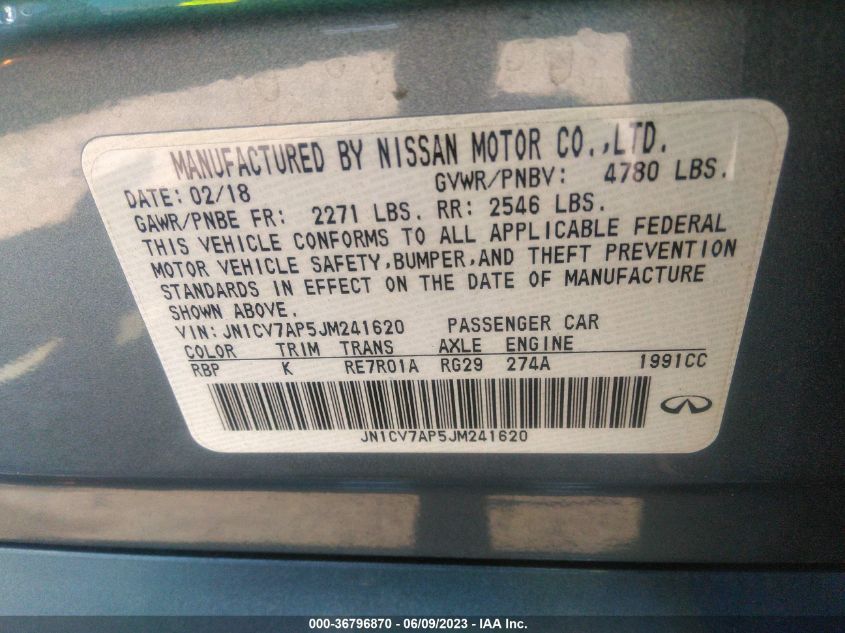 MANUFACTURED BY NISSAN MOTOR CO.,LTD.
DATE: 02/18 GVWR/PNBV: 4780 LBS.
GAWR/PNBE FR: 2271 LBS. RR: 2546 LBS.
THIS VEHICLE CONFORMS TO ALL APPLICABLE FEDERAL
MOTOR VEHICLE SAFETY,BUMPER,AND THEFT PREVENTION
STANDARDS IN EFFECT ON THE DATE OF MANUFACTURE
SHOWN ABOVE.
VIN: JN1CV7AP5JM241620 PASSENGER CAR
COLOR TRIM TRANS AXLE ENGINE
RBP K RE7R01A RG29 274A 1991CC
JN1CV7AP5JM241620
000-36796870 - 06/09/2023 - IAA Inc.